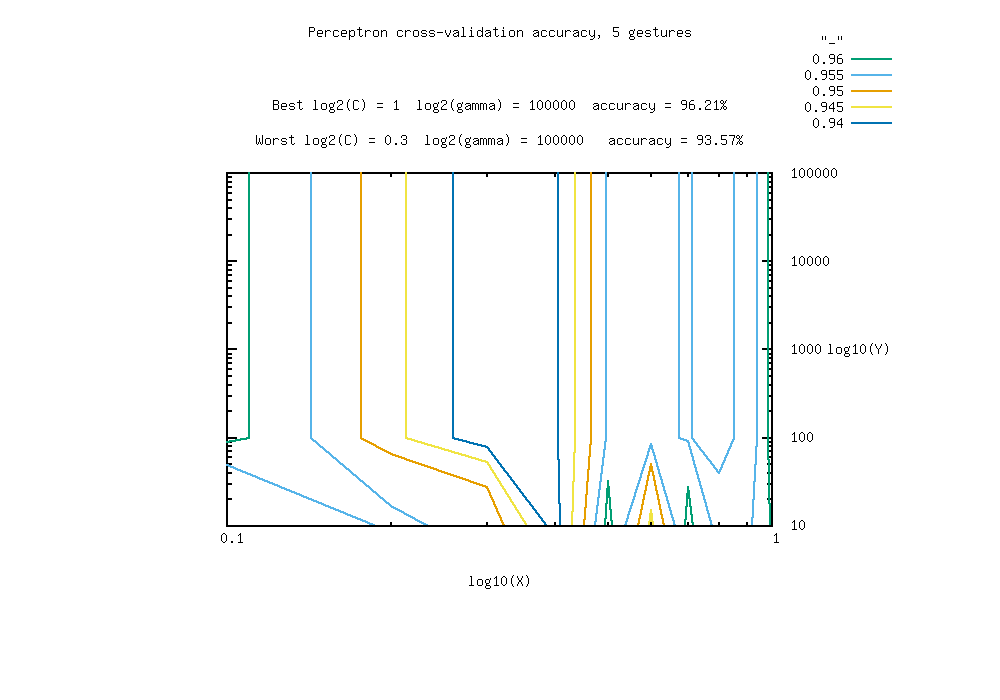 Perceptron cross-validation accuracy, 5 gestures
"_"
0.96
0.955
0.95
0.945
0.94
Best log2(C) = 1  log2(gamma) = 100000  accuracy = 96.21%
Worst log2(C) = 0.3  log2(gamma) = 100000   accuracy = 93.57%
100000
10000
1000 log10(Y)
100
10
0.1 1
log10(X)